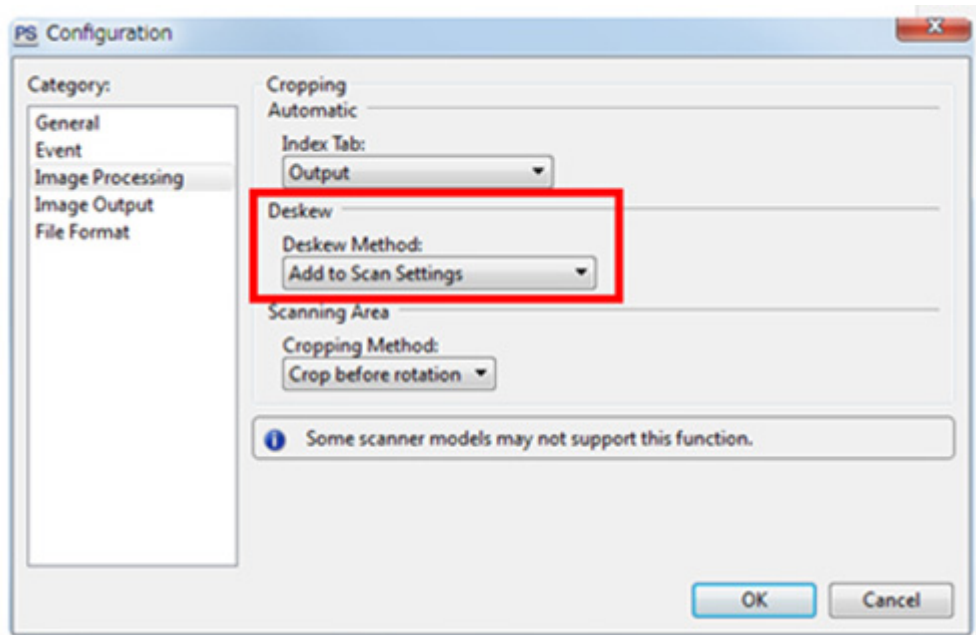 PS Configuration
Category:
General
Event
Image Processing
Image Output
File Format
Cropping
Automatic
Index Tab:
Output
Deskew
Deskew Method:
Add to Scan Settings
Scanning Area
Cropping Method:
Crop before rotation
Some scanner models may not support this function.
OK Cancel